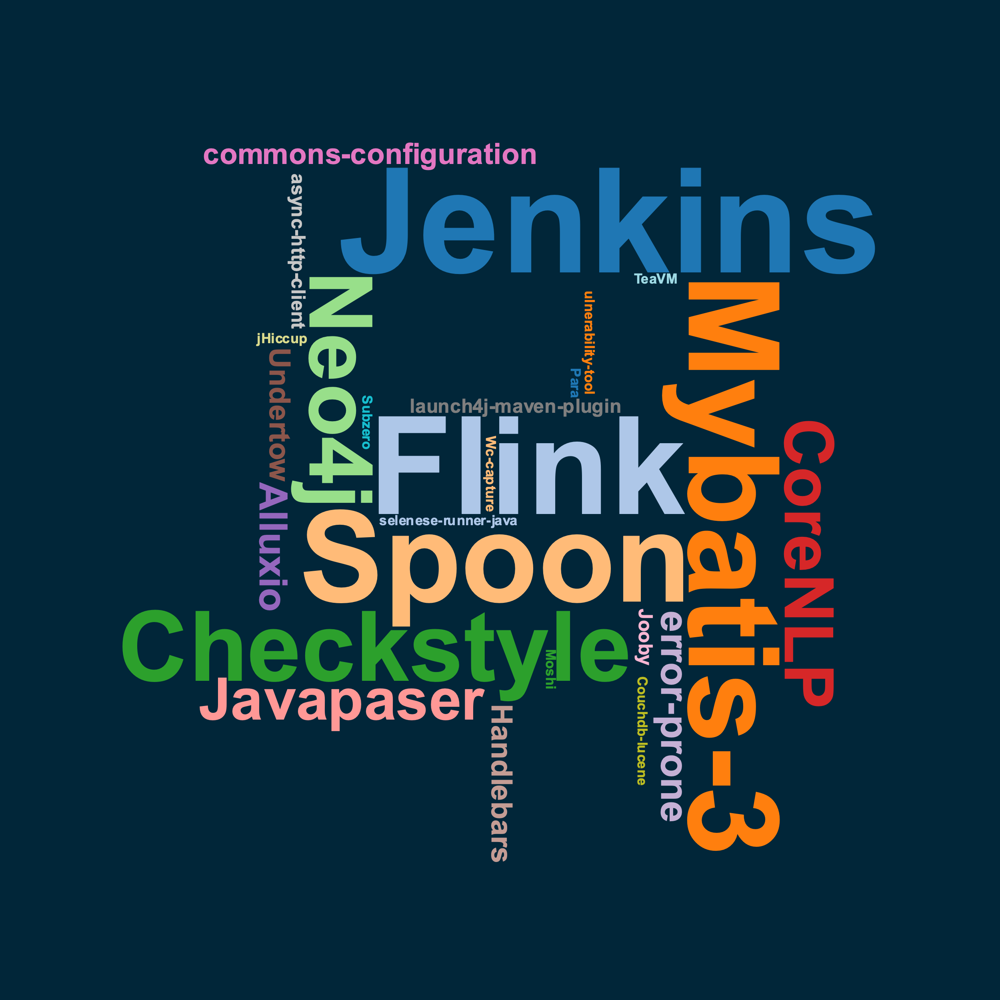 commons-configuration
Jenkins
async-http-client
TeaVM
Neo4j
Mybatis-3
ulnerability-tool
jHiccup
Undertow
Para
Subzero
launch4j-maven-plugin
Flink
Wc-capture
CoreNLP
Alluxio
selenese-runner-java
Spoon
Checkstyle
Jooby
error-prone
Moshi
Javapaser
Couchdb-lucene
Handlebars